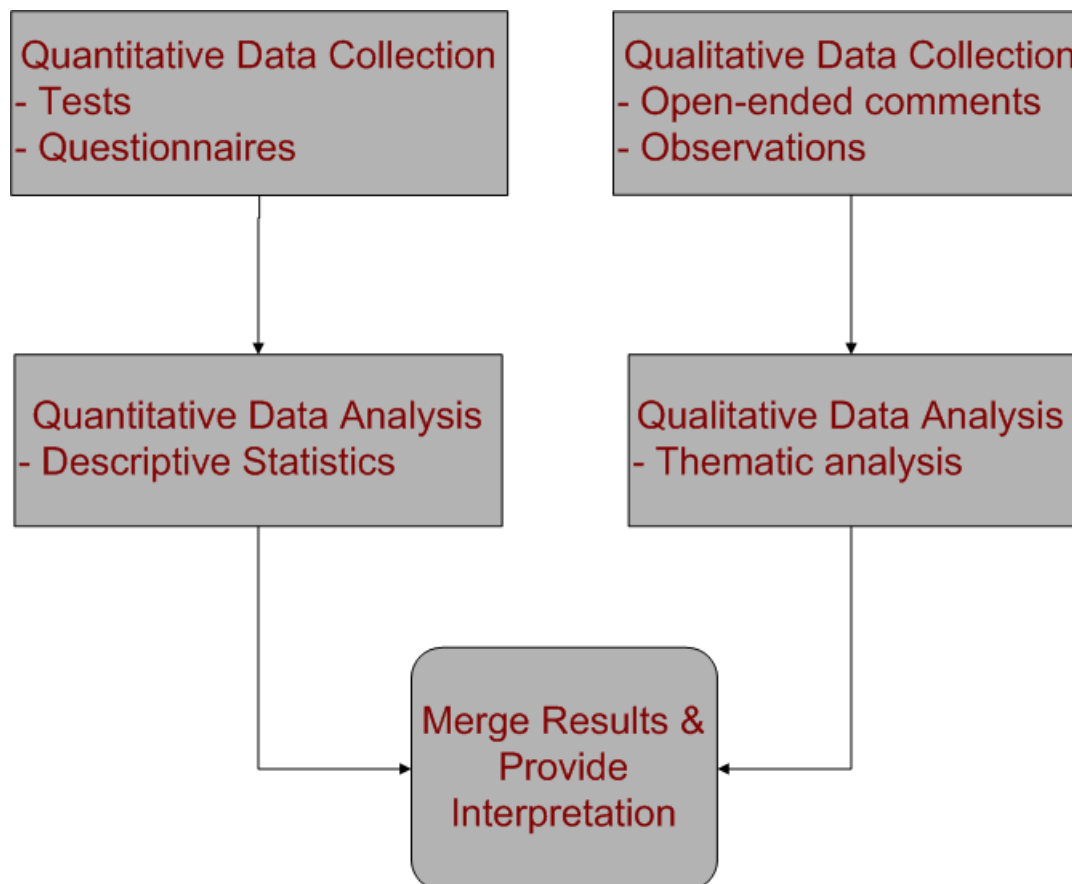 Quantitative Data Collection
- Tests
- Questionnaires
Qualitative Data Collection
- Open-ended comments
- Observations
Quantitative Data Analysis
- Descriptive Statistics
Qualitative Data Analysis
- Thematic analysis
Merge Results &
Provide
Interpretation